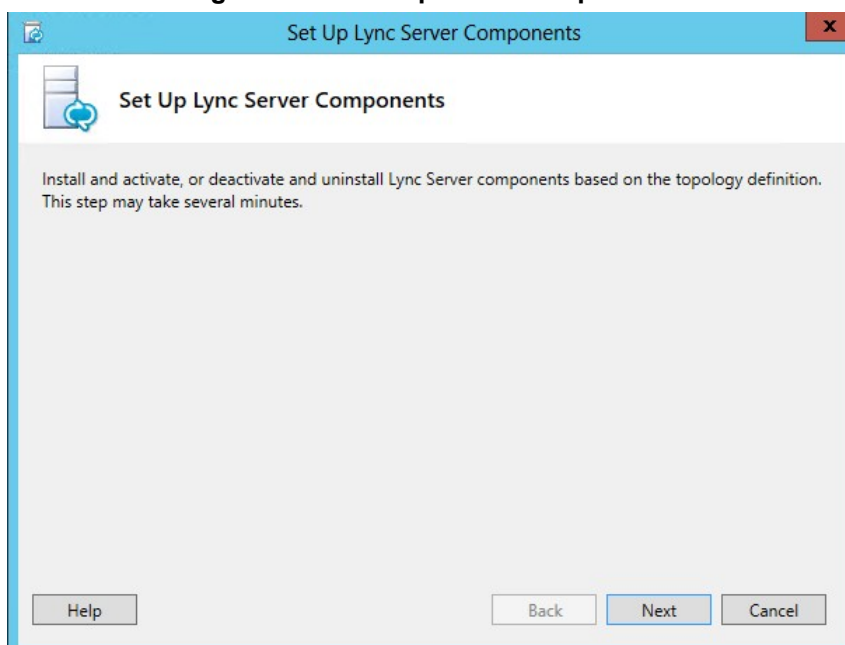 Set Up Lync Server Components
x
Set Up Lync Server Components
Install and activate, or deactivate and uninstall Lync Server components based on the topology definition.
This step may take several minutes.
Help
Back
Next
Cancel